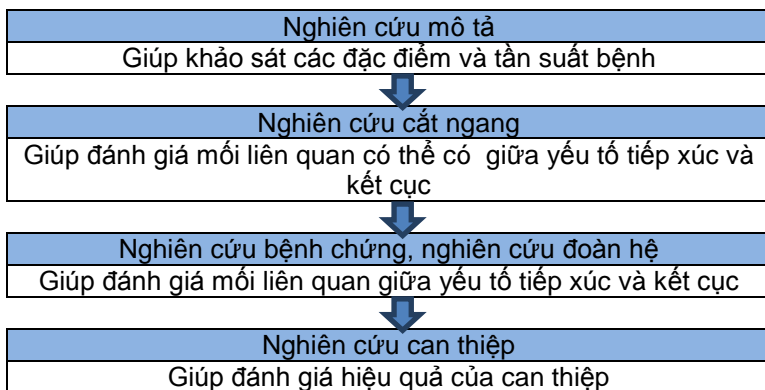 Nghiên cứu mô tả
Giúp khảo sát các đặc điểm và tần suất bệnh
Nghiên cứu cắt ngang
Giúp đánh giá mối liên quan có thể có giữa yếu tố tiếp xúc và
kết cục
Nghiên cứu bệnh chứng, nghiên cứu đoàn hệ
Giúp đánh giá mối liên quan giữa yếu tố tiếp xúc và kết cục
Nghiên cứu can thiệp
Giúp đánh giá hiệu quả của can thiệp